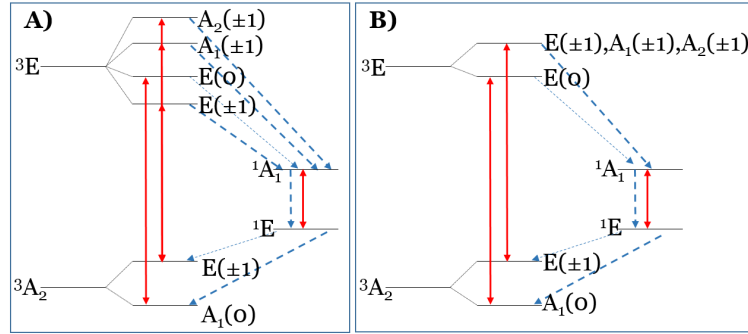 A)
A₂(±1)
A₁(±1)
³E
E(0)
E(±1)
¹A₁
¹E
E(±1)
³A₂
A₁(0)
B)
E(±1),A₁(±1),A₂(±1)
³E
E(0)
¹A₁
¹E
E(±1)
³A₂
A₁(0)